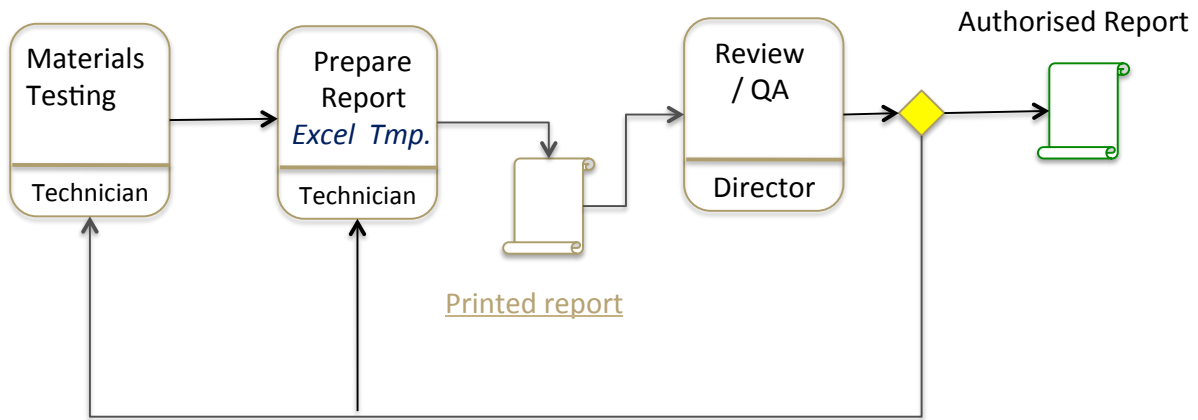 Materials
Testing
Technician
Prepare
Report
Excel Tmp.
Technician
Printed report
Review
/ QA
Director
Authorised Report